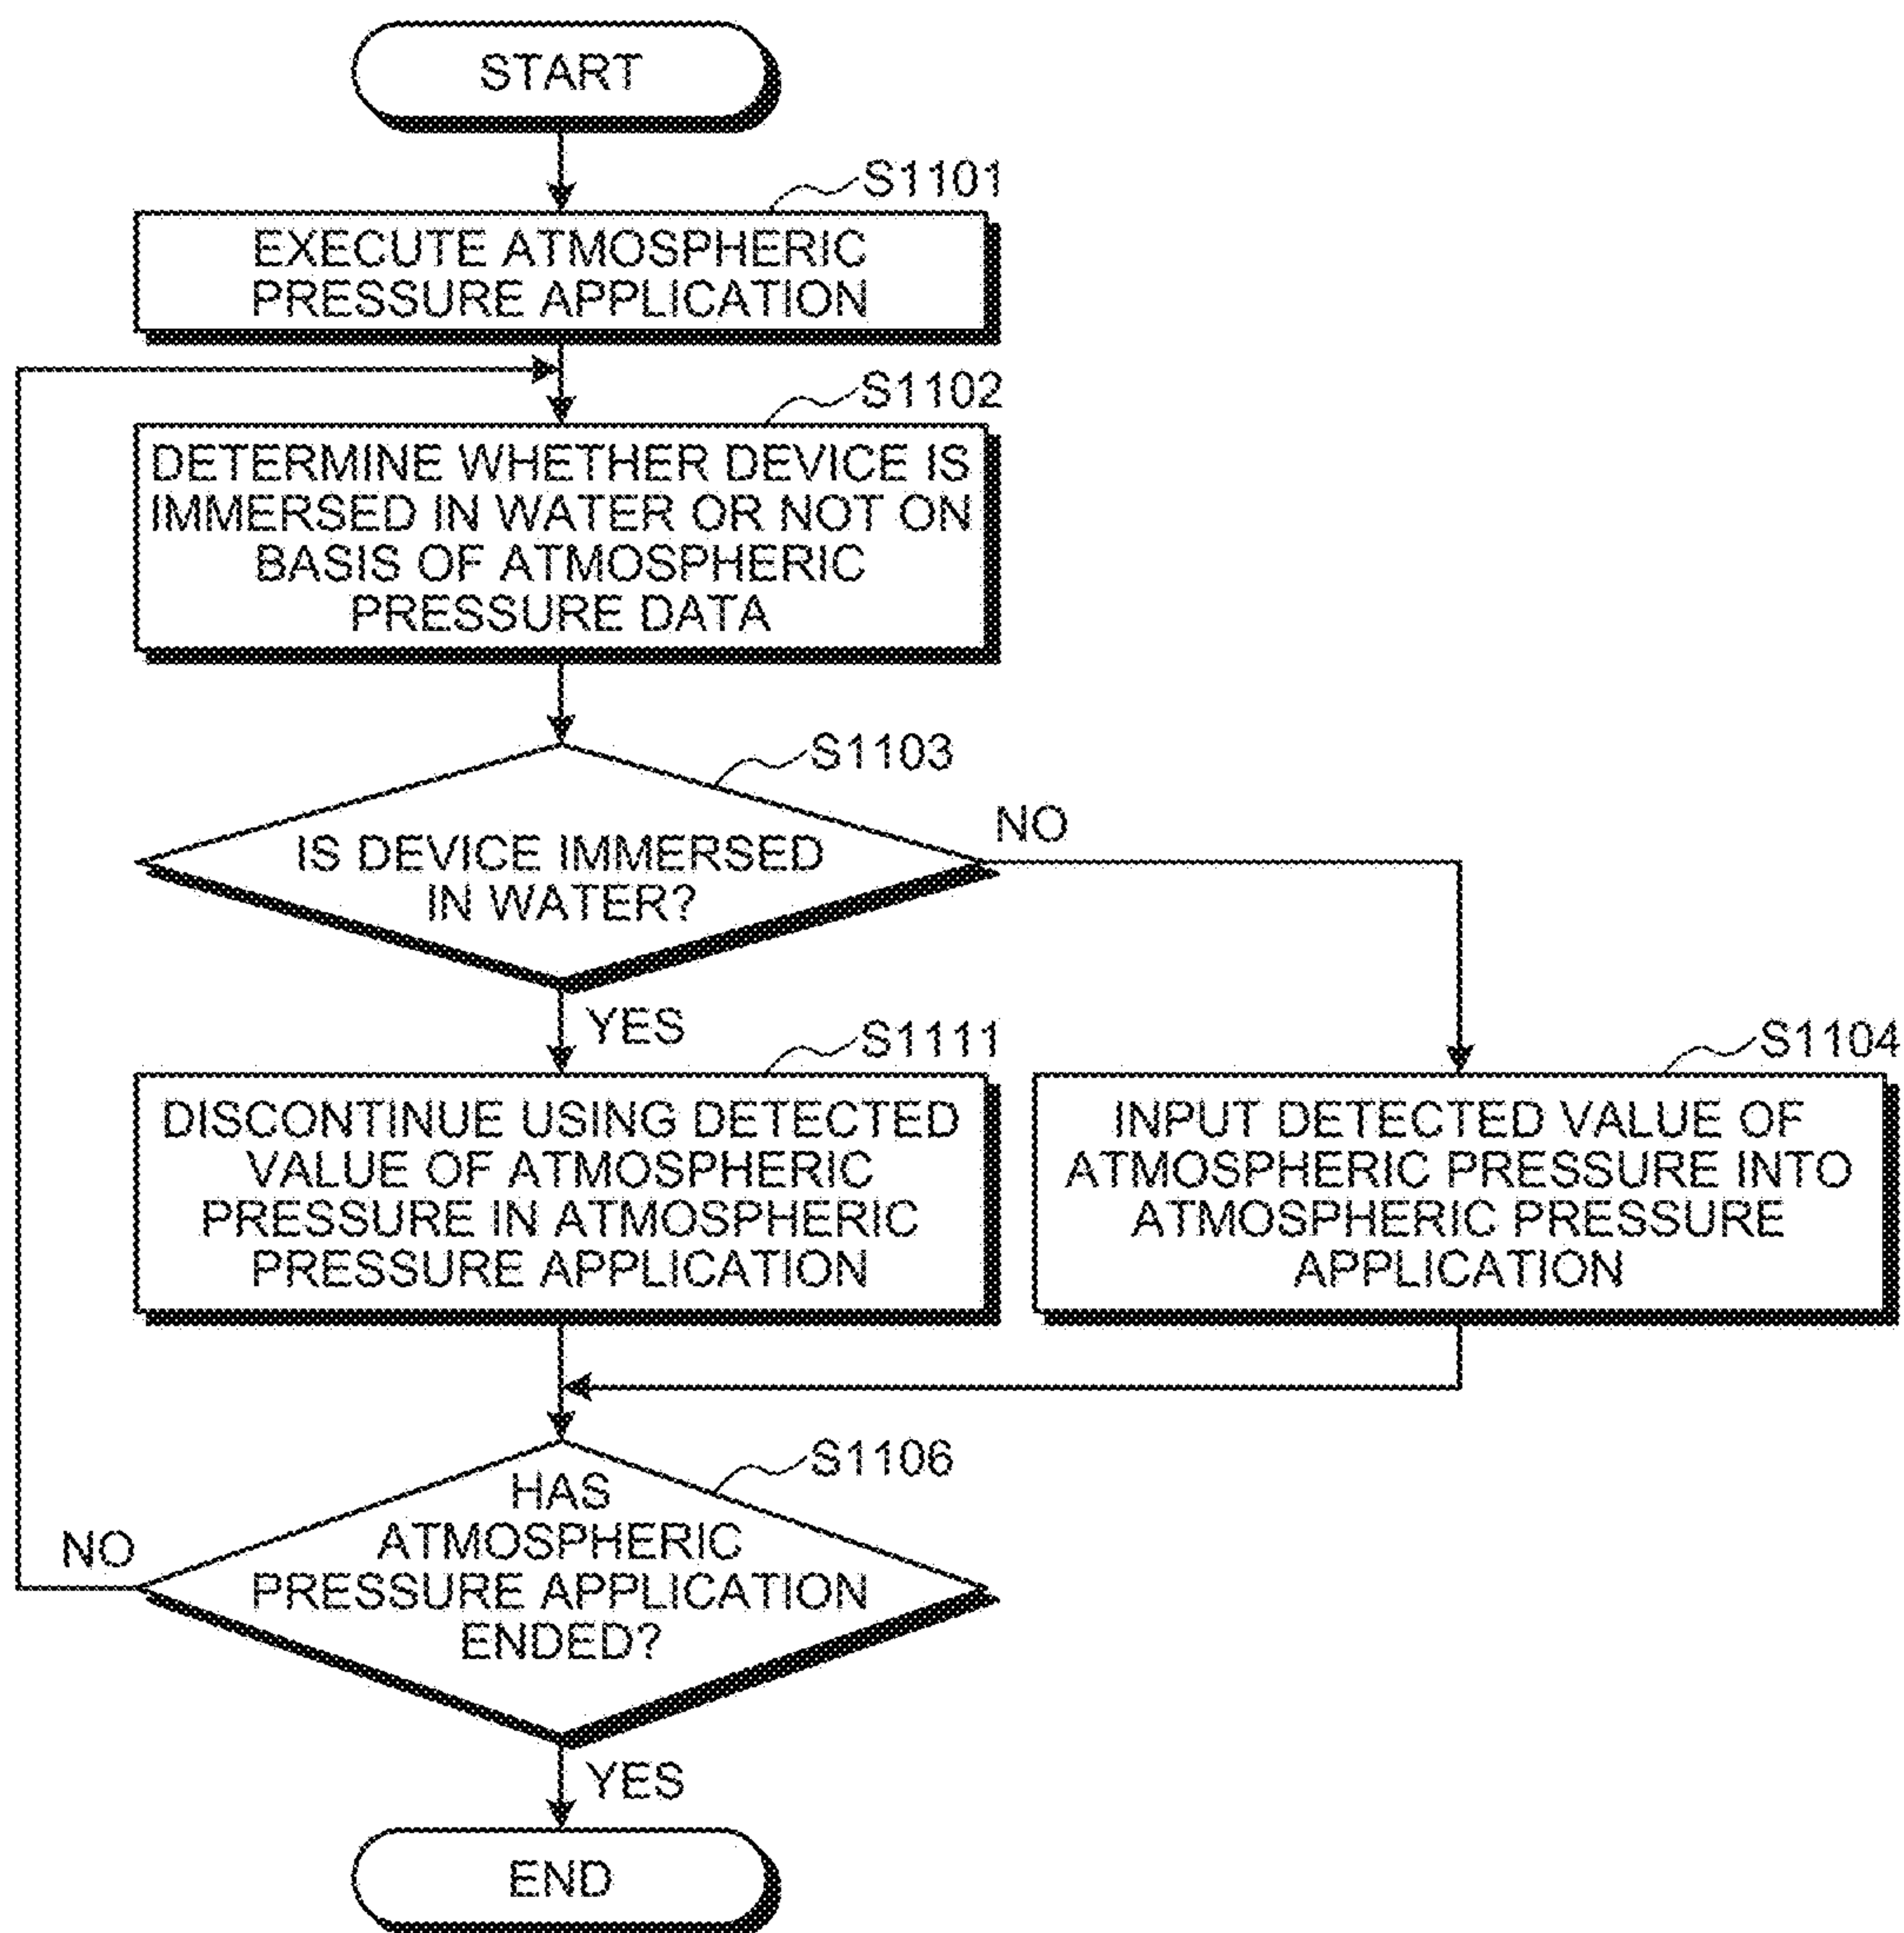 START
S1101
EXECUTE ATMOSPHERIC
PRESSURE APPLICATION
S1102
DETERMINE WHETHER DEVICE IS
IMMERSED IN WATER OR NOT ON
BASIS OF ATMOSPHERIC
PRESSURE DATA
S1103
IS DEVICE IMMERSED
IN WATER?
NO
YES
S1111
DISCONTINUE USING DETECTED
VALUE OF ATMOSPHERIC
PRESSURE IN ATMOSPHERIC
PRESSURE APPLICATION
S1104
INPUT DETECTED VALUE OF
ATMOSPHERIC PRESSURE INTO
ATMOSPHERIC PRESSURE
APPLICATION
S1106
HAS
ATMOSPHERIC
PRESSURE APPLICATION
ENDED?
NO
YES
END